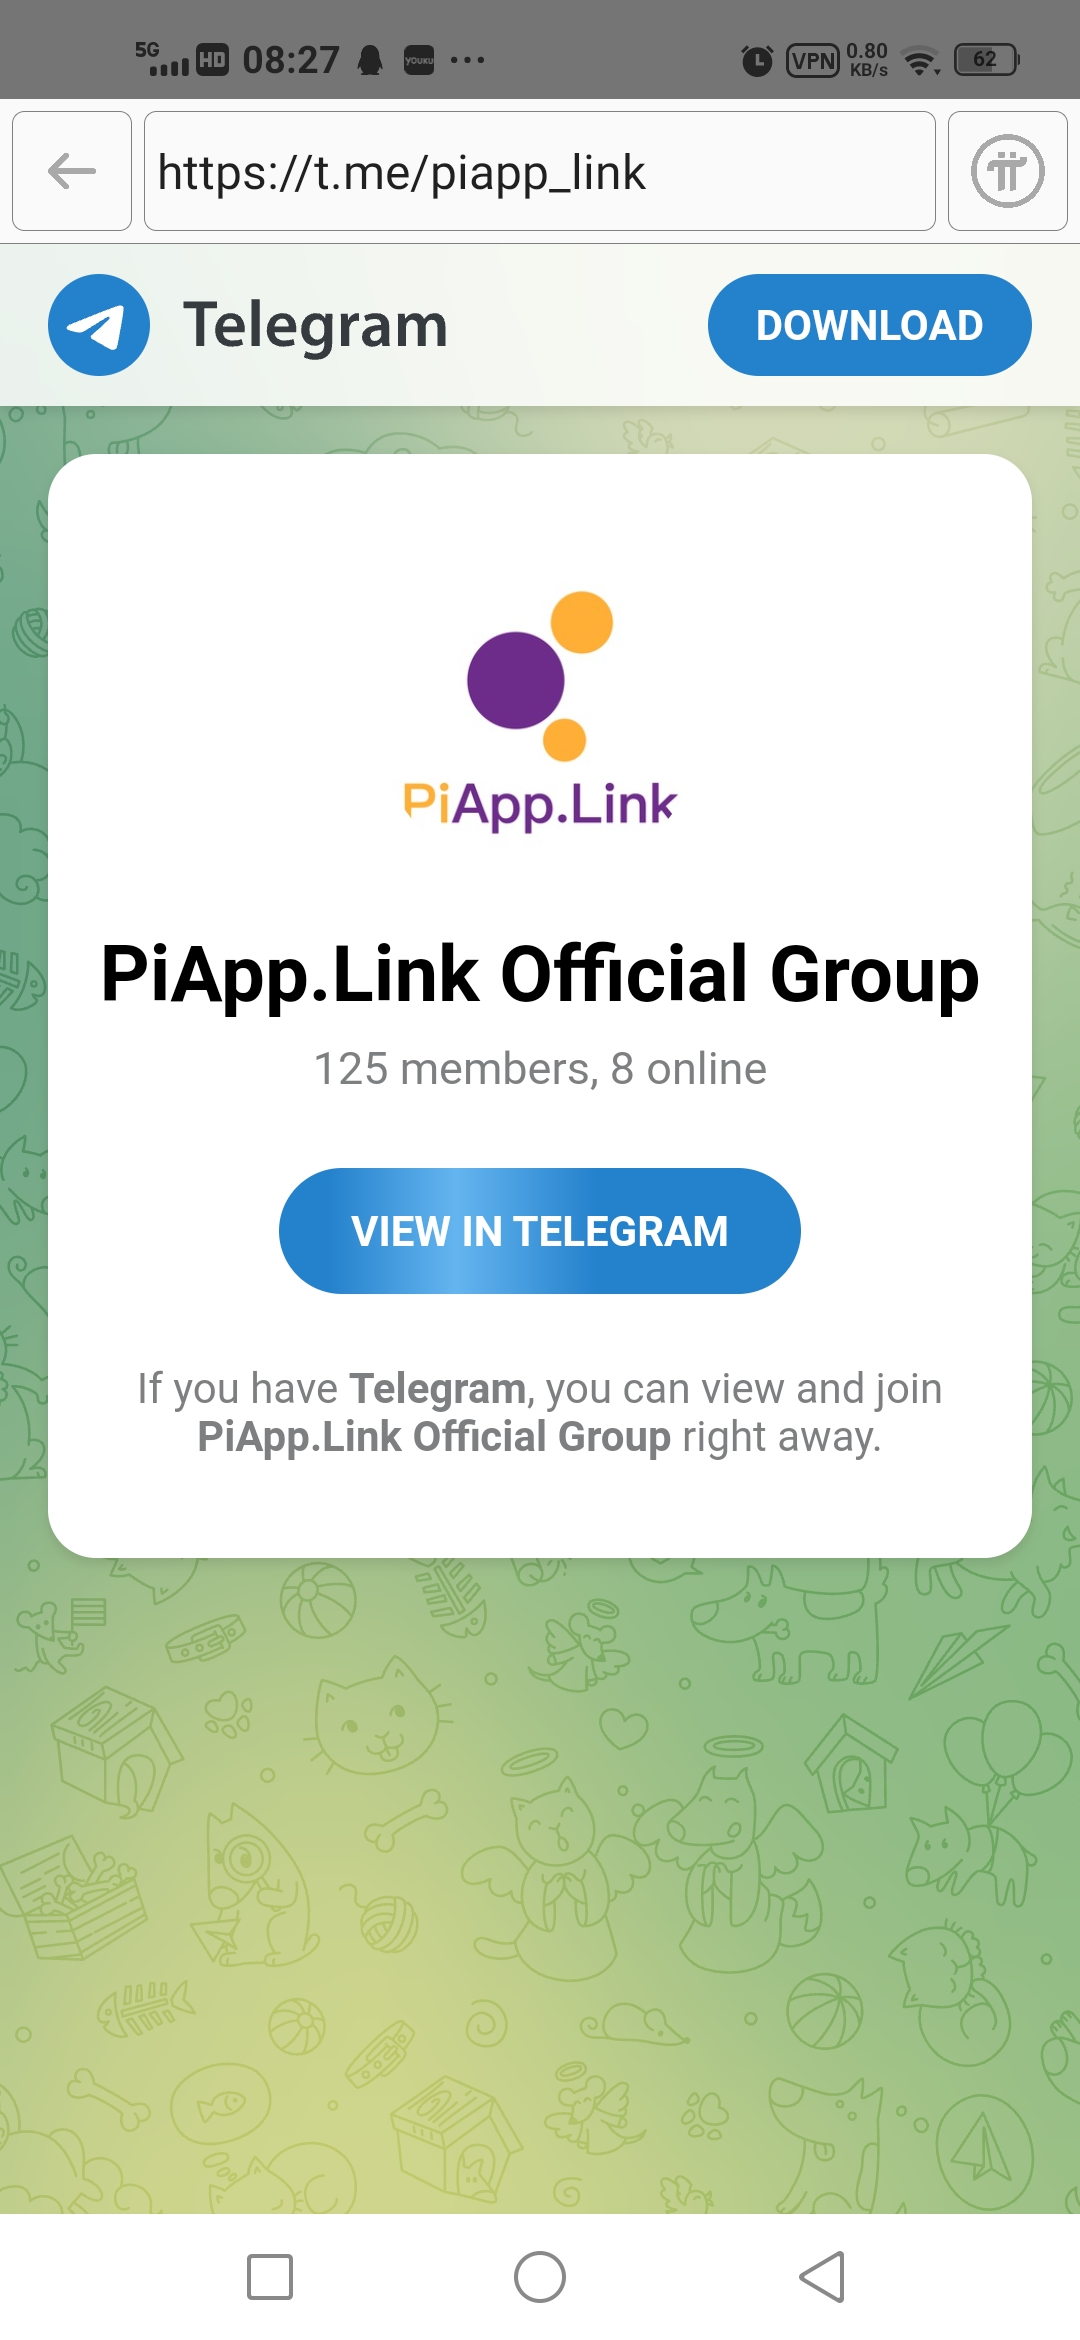 5G HD 08:27 YOUKU ... VPN 0.80 KB/s 62
https://t.me/piapp_link
Telegram DOWNLOAD
PiApp.Link
PiApp.Link Official Group
125 members, 8 online
VIEW IN TELEGRAM
If you have Telegram, you can view and join
PiApp.Link Official Group right away.